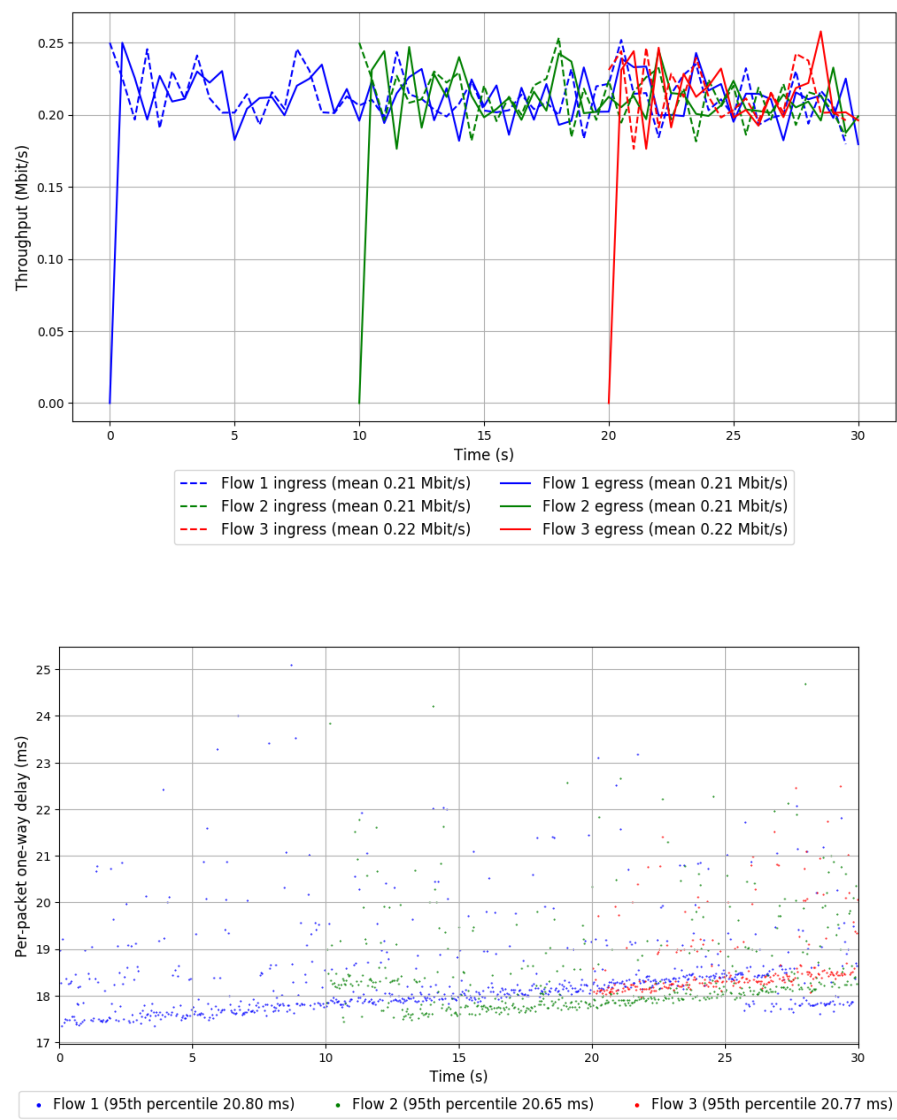 0.25
0.20
0.15
0.10
0.05
0.00
Throughput (Mbit/s)
0 5 10 15 20 25 30
Time (s)
Flow 1 ingress (mean 0.21 Mbit/s) Flow 1 egress (mean 0.21 Mbit/s)
Flow 2 ingress (mean 0.21 Mbit/s) Flow 2 egress (mean 0.21 Mbit/s)
Flow 3 ingress (mean 0.22 Mbit/s) Flow 3 egress (mean 0.22 Mbit/s)
25
24
23
22
21
20
19
18
17
Per-packet one-way delay (ms)
0 5 10 15 20 25 30
Time (s)
Flow 1 (95th percentile 20.80 ms) Flow 2 (95th percentile 20.65 ms) Flow 3 (95th percentile 20.77 ms)